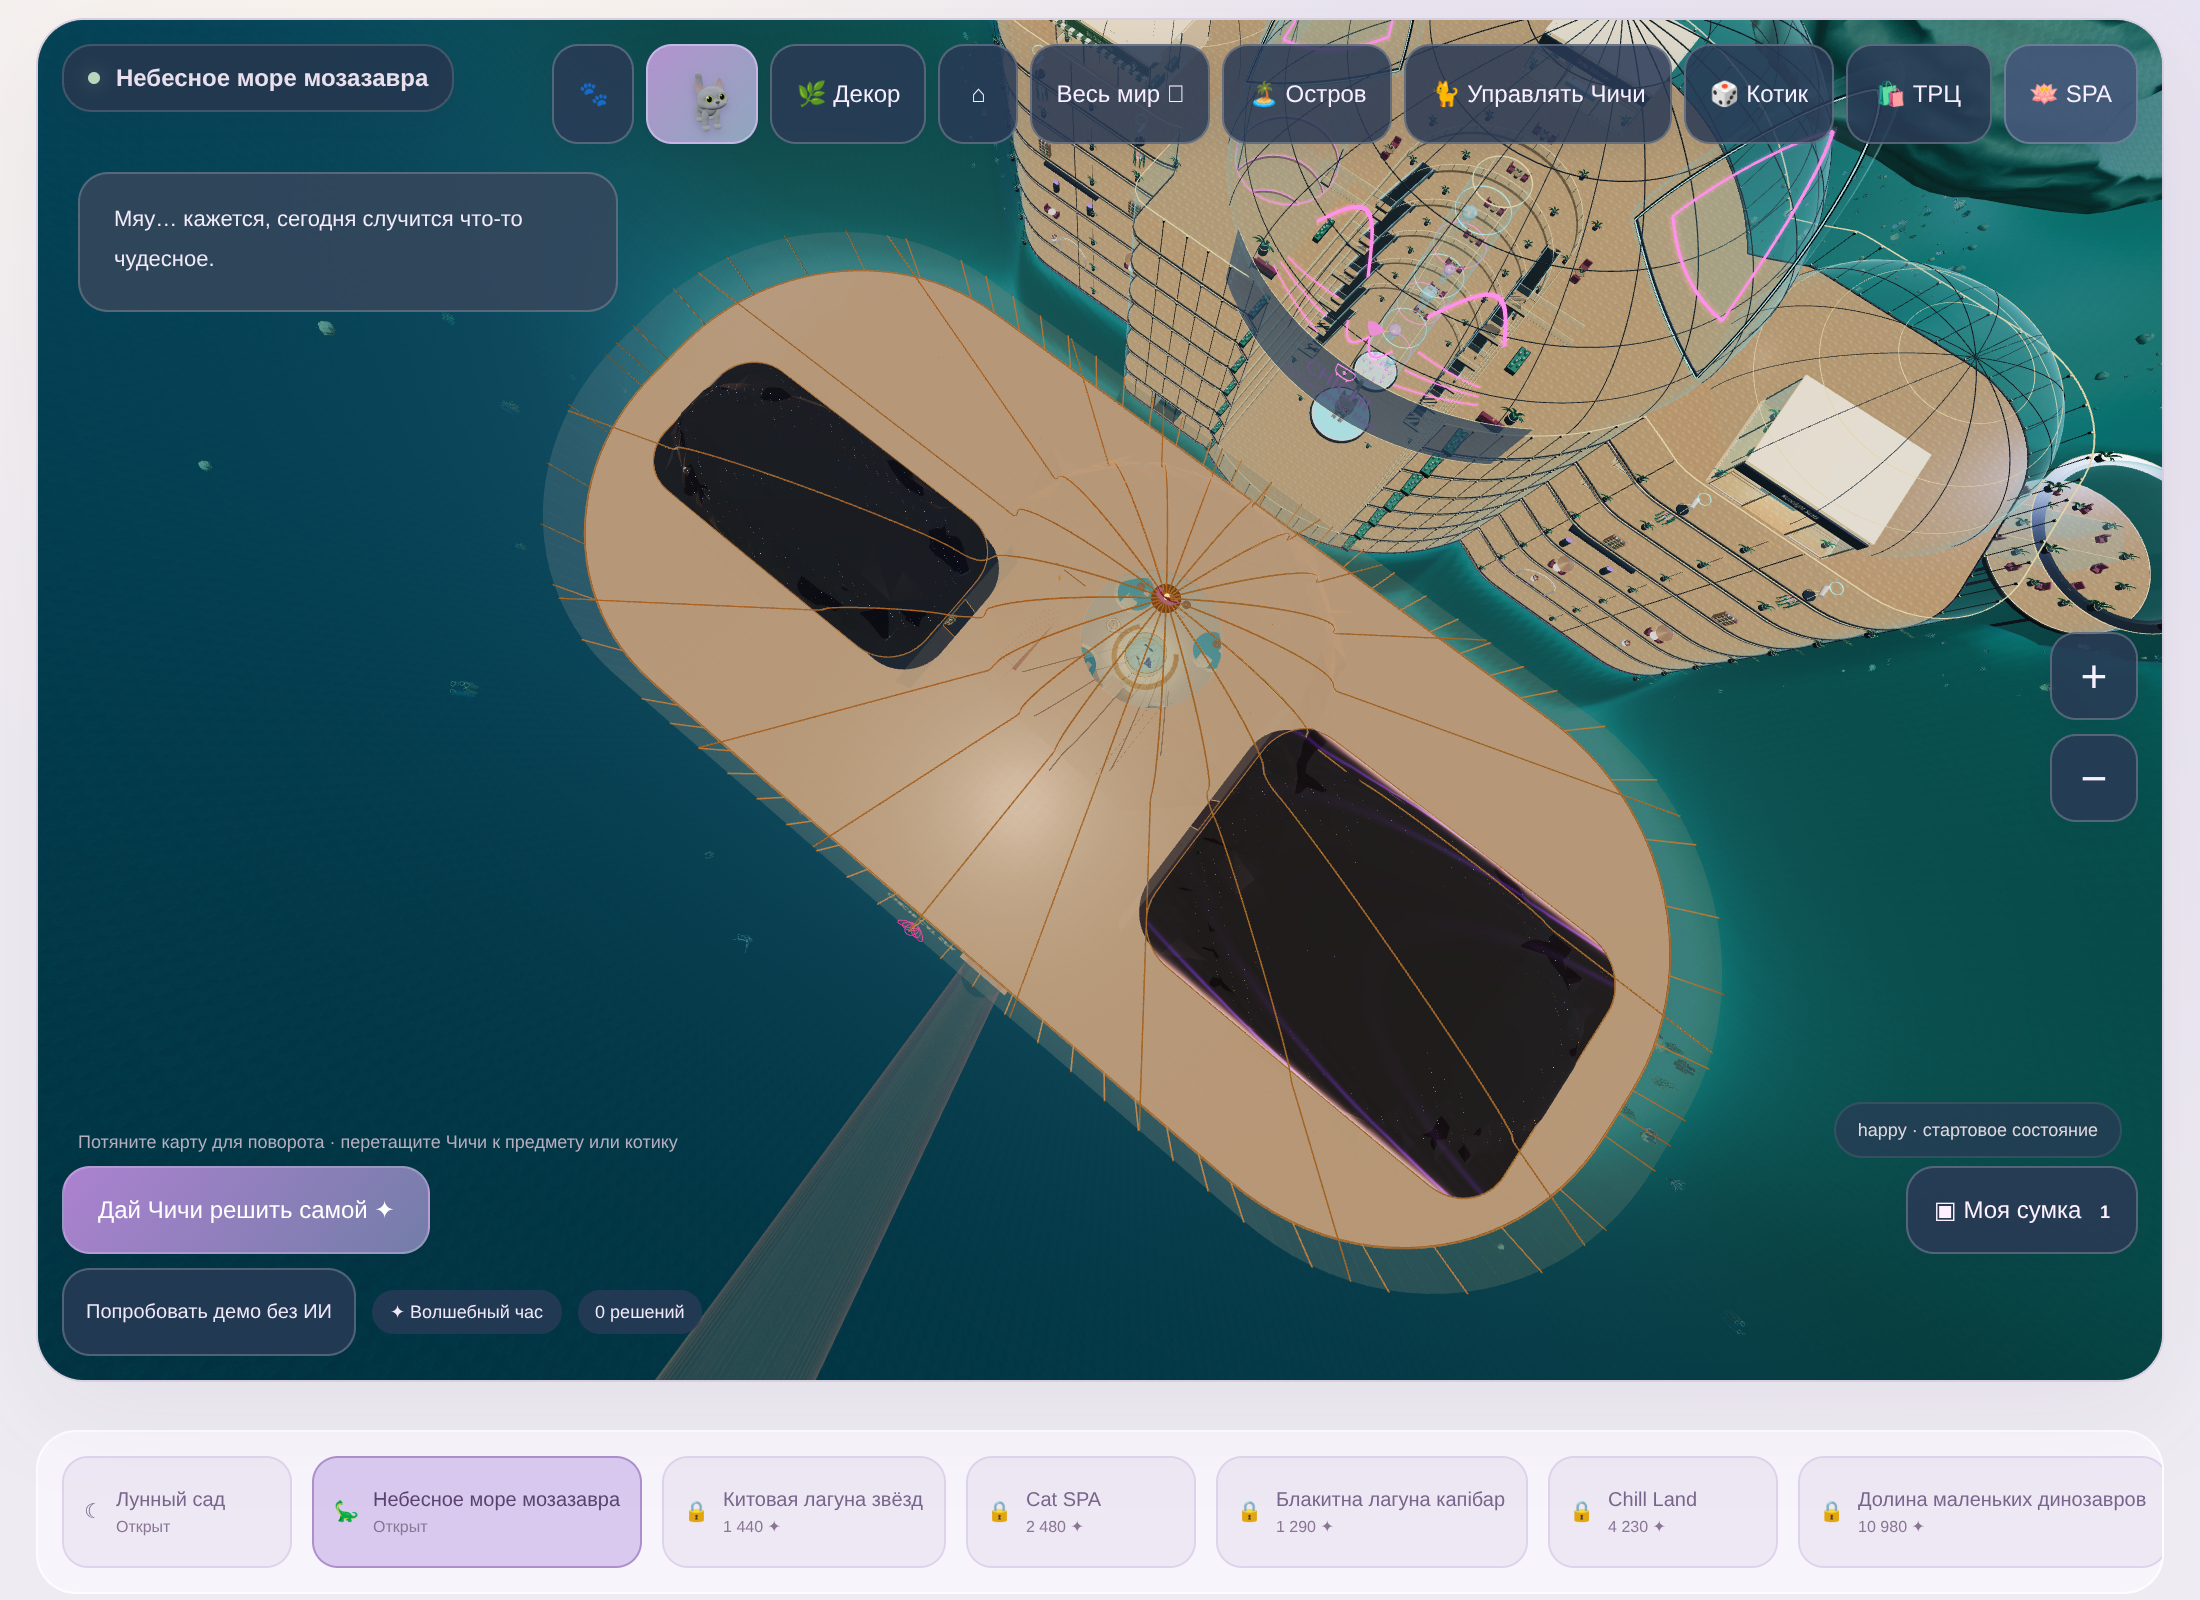 Небесное море мозазавра
🌿 Декор
Весь мир
🏝️ Остров
🐈 Управлять Чичи
🎲 Котик
🛍️ ТРЦ
🪷 SPA
Мяу… кажется, сегодня случится что-то
чудесное.
+
−
Потяните карту для поворота · перетащите Чичи к предмету или котику
happy · стартовое состояние
Дай Чичи решить самой ✦
▣ Моя сумка 1
Попробовать демо без ИИ
✦ Волшебный час
0 решений
Лунный сад
Открыт
Небесное море мозазавра
Открыт
Китовая лагуна звёзд
1 440 ✦
Cat SPA
2 480 ✦
Блакитна лагуна капібар
1 290 ✦
Chill Land
4 230 ✦
Долина маленьких динозавров
10 980 ✦